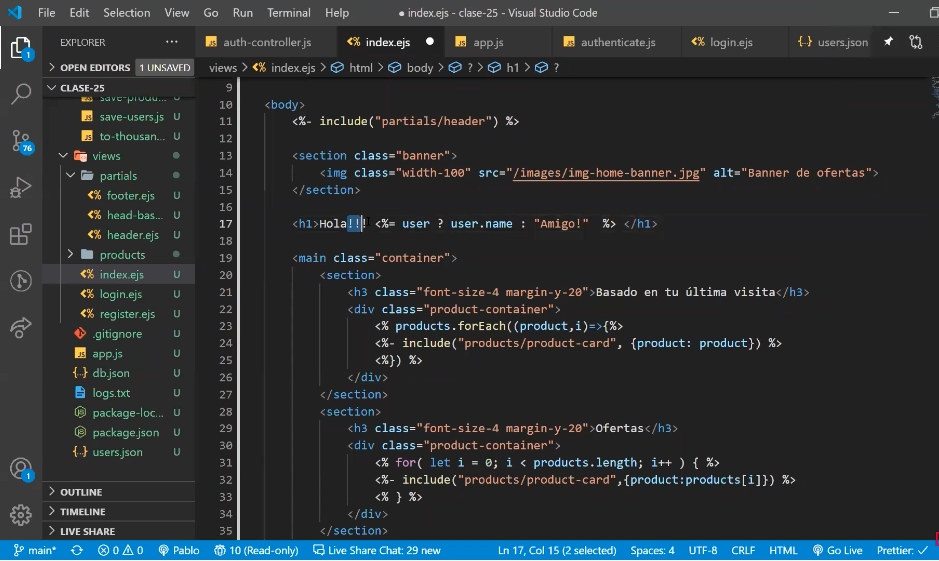 File Edit Selection View Go Run Terminal Help
● index.ejs - clase-25 - Visual Studio Code
EXPLORER ...
auth-controller.js index.ejs ● app.js authenticate.js login.ejs users.json
OPEN EDITORS 1 UNSAVED
views > index.ejs > html > body > ? > h1 > ?
CLASE-25
save-produ...
save-users.js U
to-thousan... U
views
partials
footer.ejs U
head-bas... U
header.ejs U
products
index.ejs U
login.ejs U
register.ejs U
.gitignore U
app.js U
db.json U
logs.txt U
package-loc... U
package.json U
users.json U
OUTLINE
TIMELINE
LIVE SHARE
1
76
1
9
10 <body>
11 <%- include("partials/header") %>
12
13 <section class="banner">
14 <img class="width-100" src="/images/img-home-banner.jpg" alt="Banner de ofertas">
15 </section>
16
17 <h1>Hola!!! <%= user ? user.name : "Amigo!" %> </h1>
18
19 <main class="container">
20 <section>
21 <h3 class="font-size-4 margin-y-20">Basado en tu última visita</h3>
22 <div class="product-container">
23 <% products.forEach((product,i)=>{%>
24 <%- include("products/product-card", {product: product}) %>
25 <%}) %>
26 </div>
27 </section>
28 <section>
29 <h3 class="font-size-4 margin-y-20">Ofertas</h3>
30 <div class="product-container">
31 <% for( let i = 0; i < products.length; i++ ) { %>
32 <%- include("products/product-card",{product:products[i]}) %>
33 <% } %>
34 </div>
35 </section>
main* 0 0 Pablo 10 (Read-only) Live Share Chat: 29 new Ln 17, Col 15 (2 selected) Spaces: 4 UTF-8 CRLF HTML Go Live Prettier: ✓